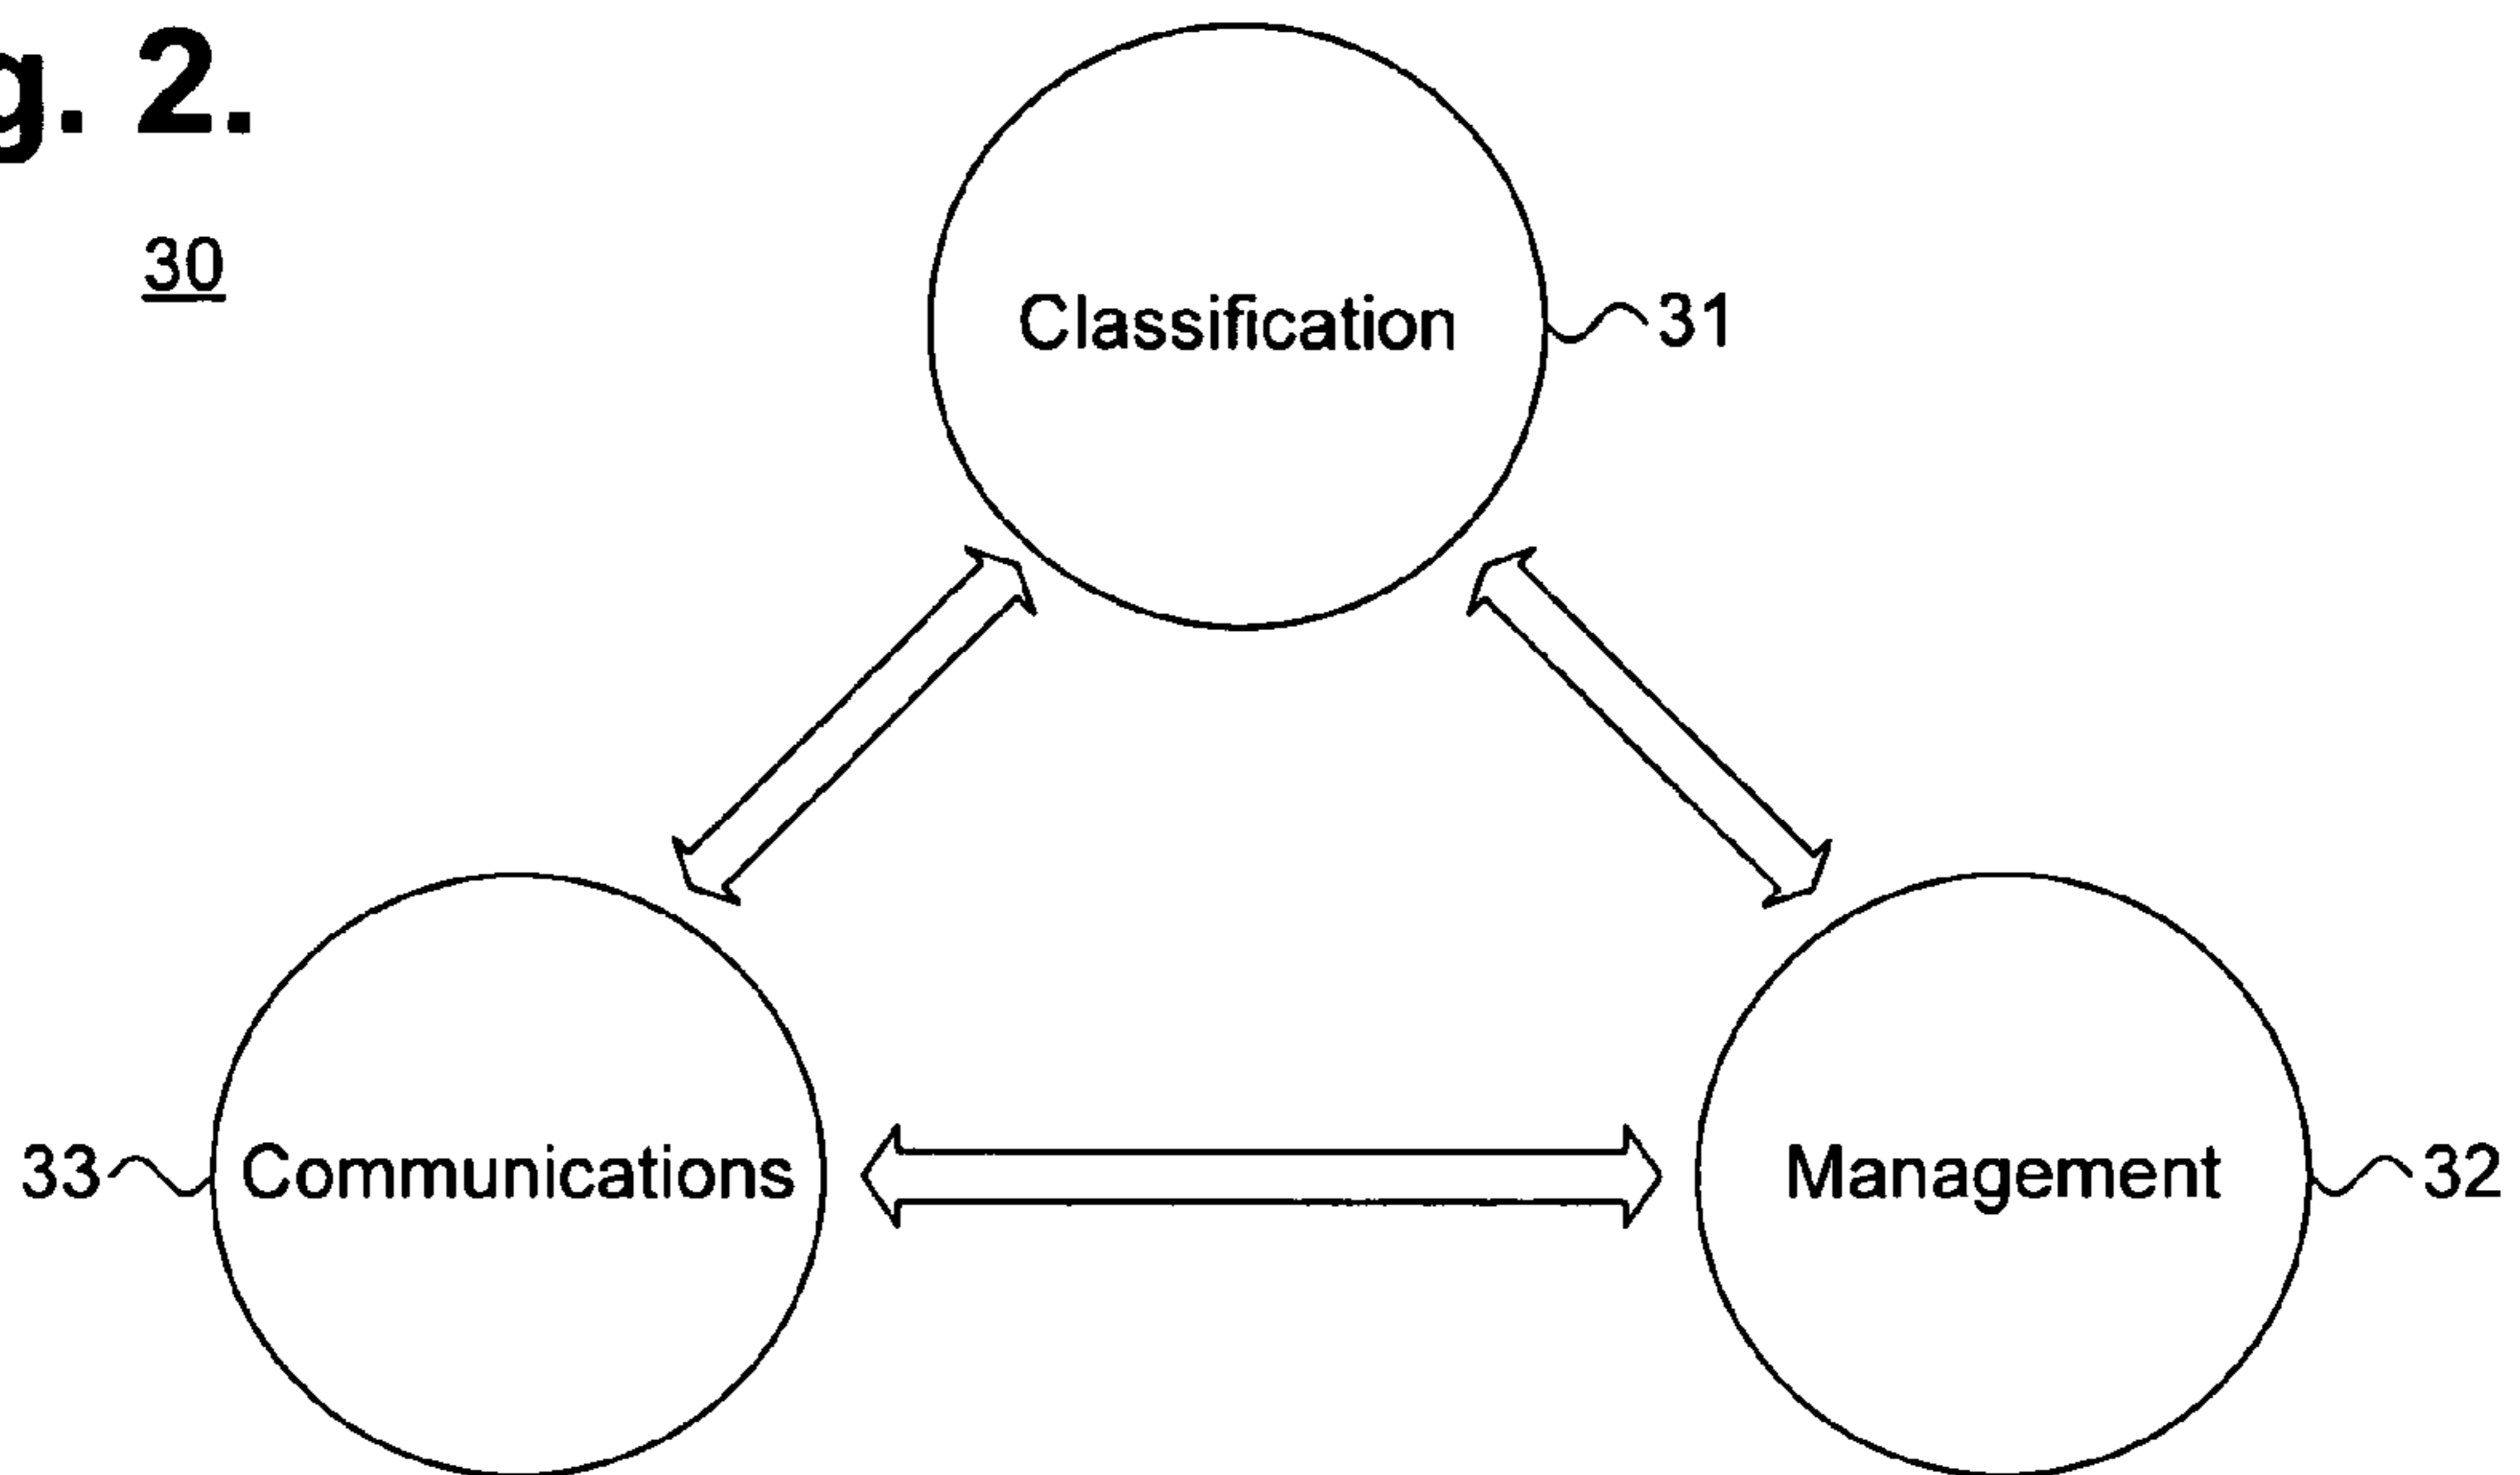 g. 2.
30
Classification
31
33
Communications
Management
32